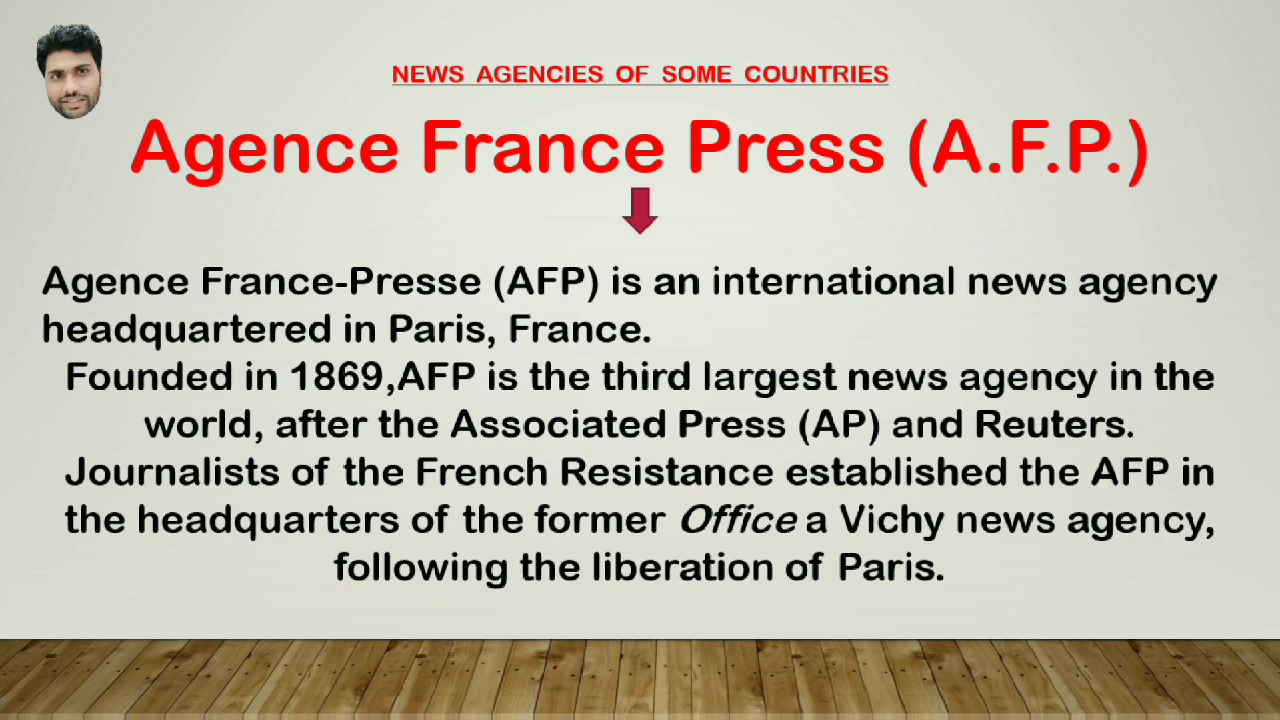 NEWS AGENCIES OF SOME COUNTRIES
Agence France Press (A.F.P.)
Agence France-Presse (AFP) is an international news agency
headquartered in Paris, France.
Founded in 1869,AFP is the third largest news agency in the
world, after the Associated Press (AP) and Reuters.
Journalists of the French Resistance established the AFP in
the headquarters of the former Office a Vichy news agency,
following the liberation of Paris.